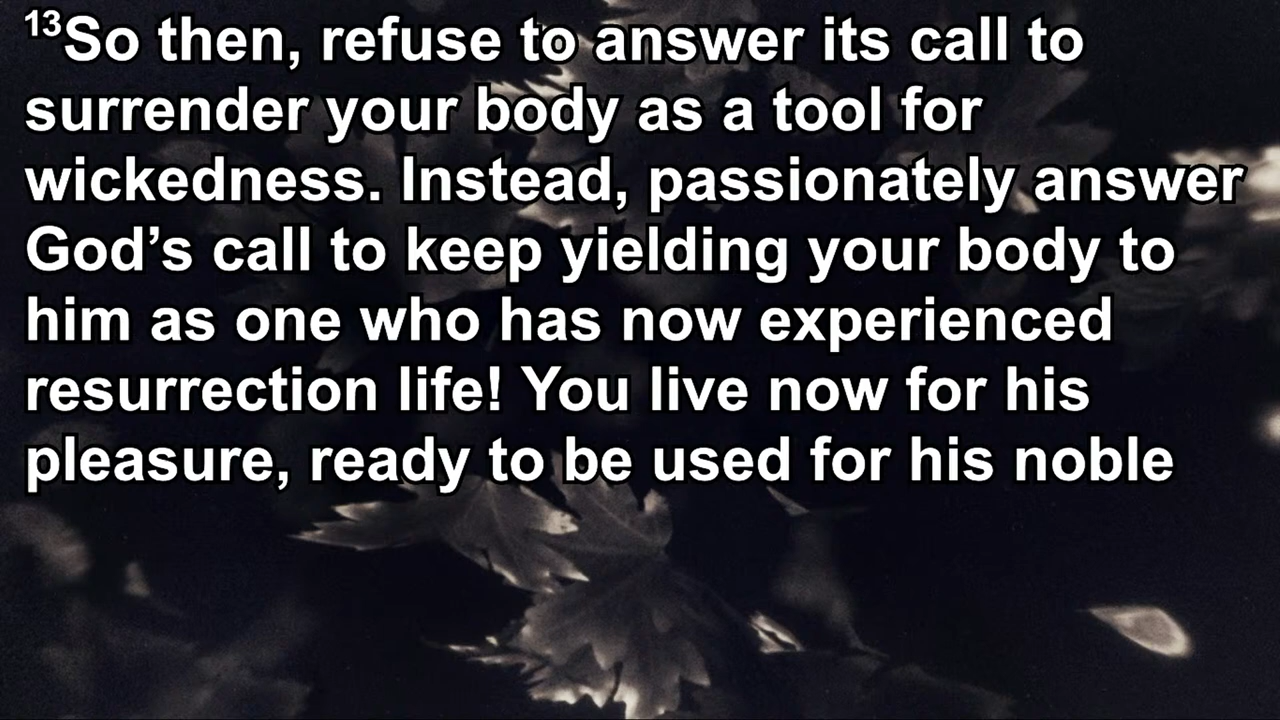 13So then, refuse to answer its call to
surrender your body as a tool for
wickedness. Instead, passionately answer
God’s call to keep yielding your body to
him as one who has now experienced
resurrection life! You live now for his
pleasure, ready to be used for his noble